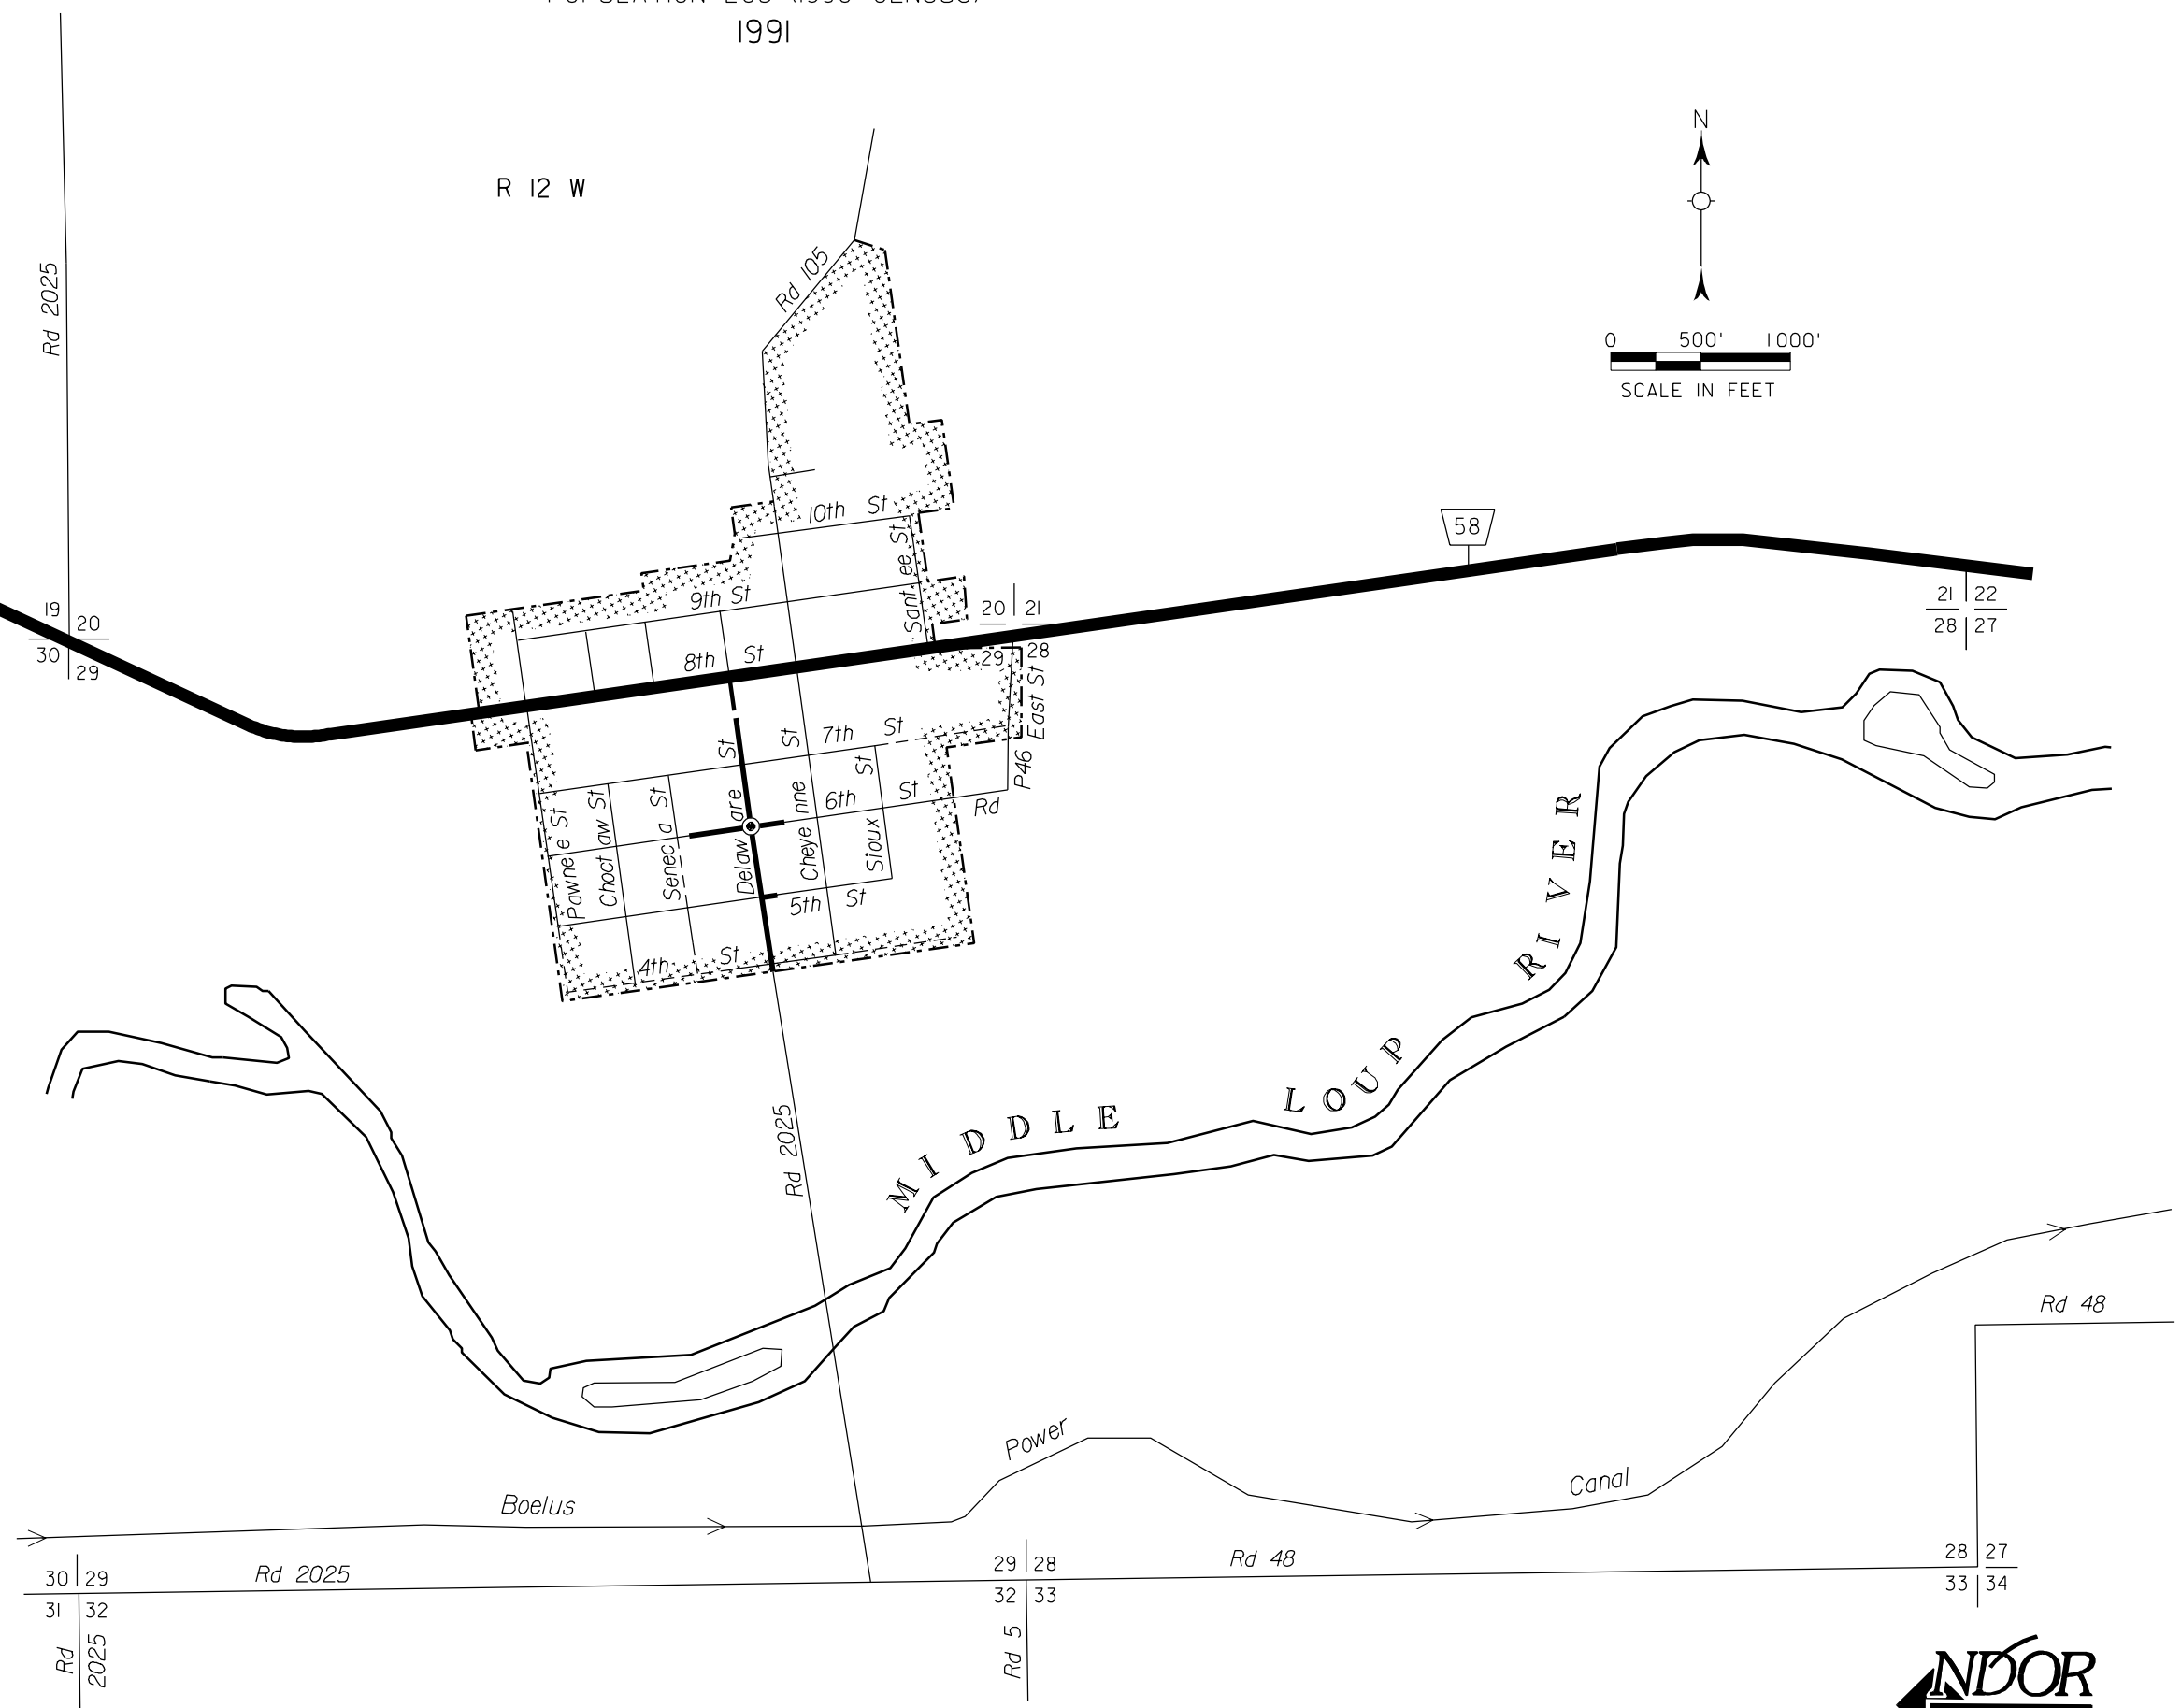 1991
N
R 12 W
Rd 105
Rd 2025
0 500' 1000'
SCALE IN FEET
10th St
Santee St
58
9th St
19 20
30 29
20 21
29 28
21 22
28 27
8th St
East St
7th St
P46
6th St
Rd
Pawnee St
Choctaw St
Seneca St
Delaware St
Cheyenne St
Sioux St
5th St
4th St
MIDDLE LOUP RIVER
Rd 2025
Rd 48
Boelus Power Canal
Rd 2025
Rd 48
30 29
31 32
29 28
32 33
28 27
33 34
Rd 2025
Rd 5
NDOR